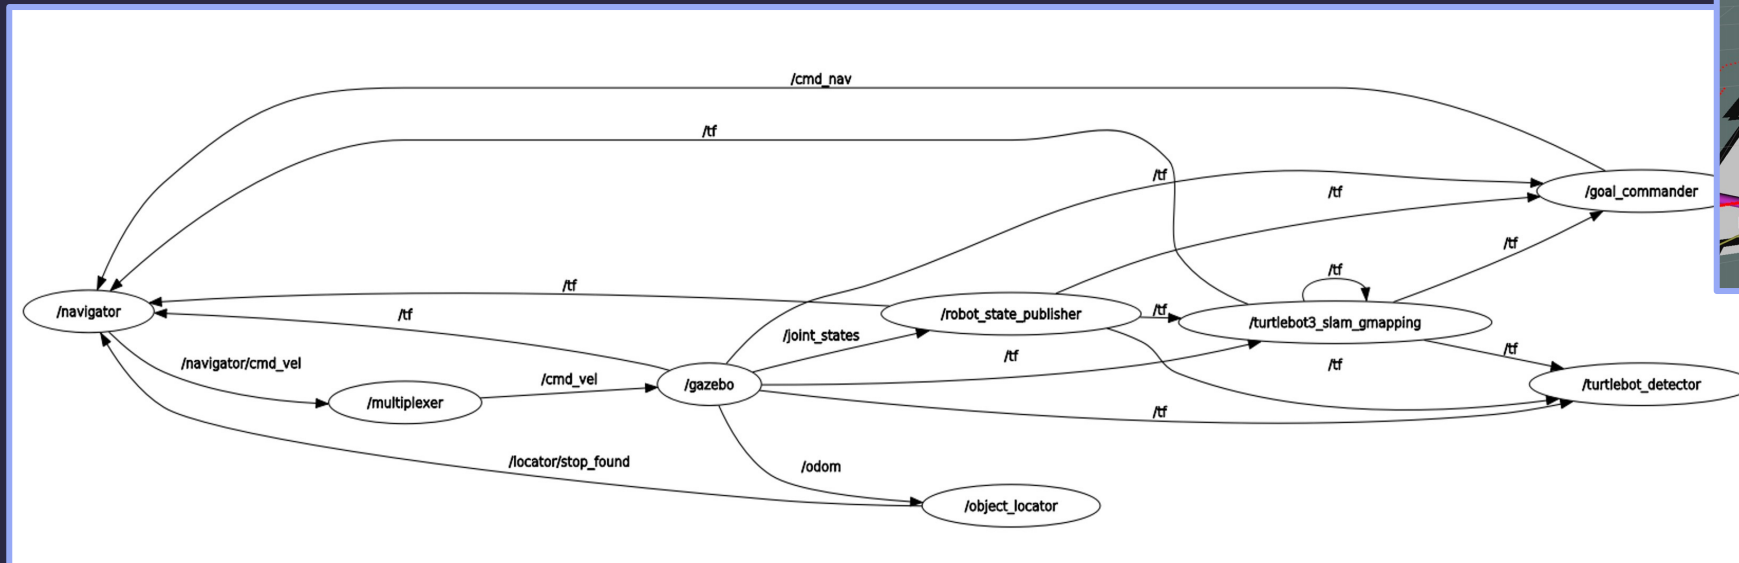 /cmd_nav
/tf
/tf
/tf
/goal_commander
/tf
/tf
/tf
/navigator
/tf
/robot_state_publisher
/tf
/turtlebot3_slam_gmapping
/joint_states
/tf
/tf
/tf
/navigator/cmd_vel
/cmd_vel
/gazebo
/turtlebot_detector
/multiplexer
/tf
/locator/stop_found
/odom
/object_locator